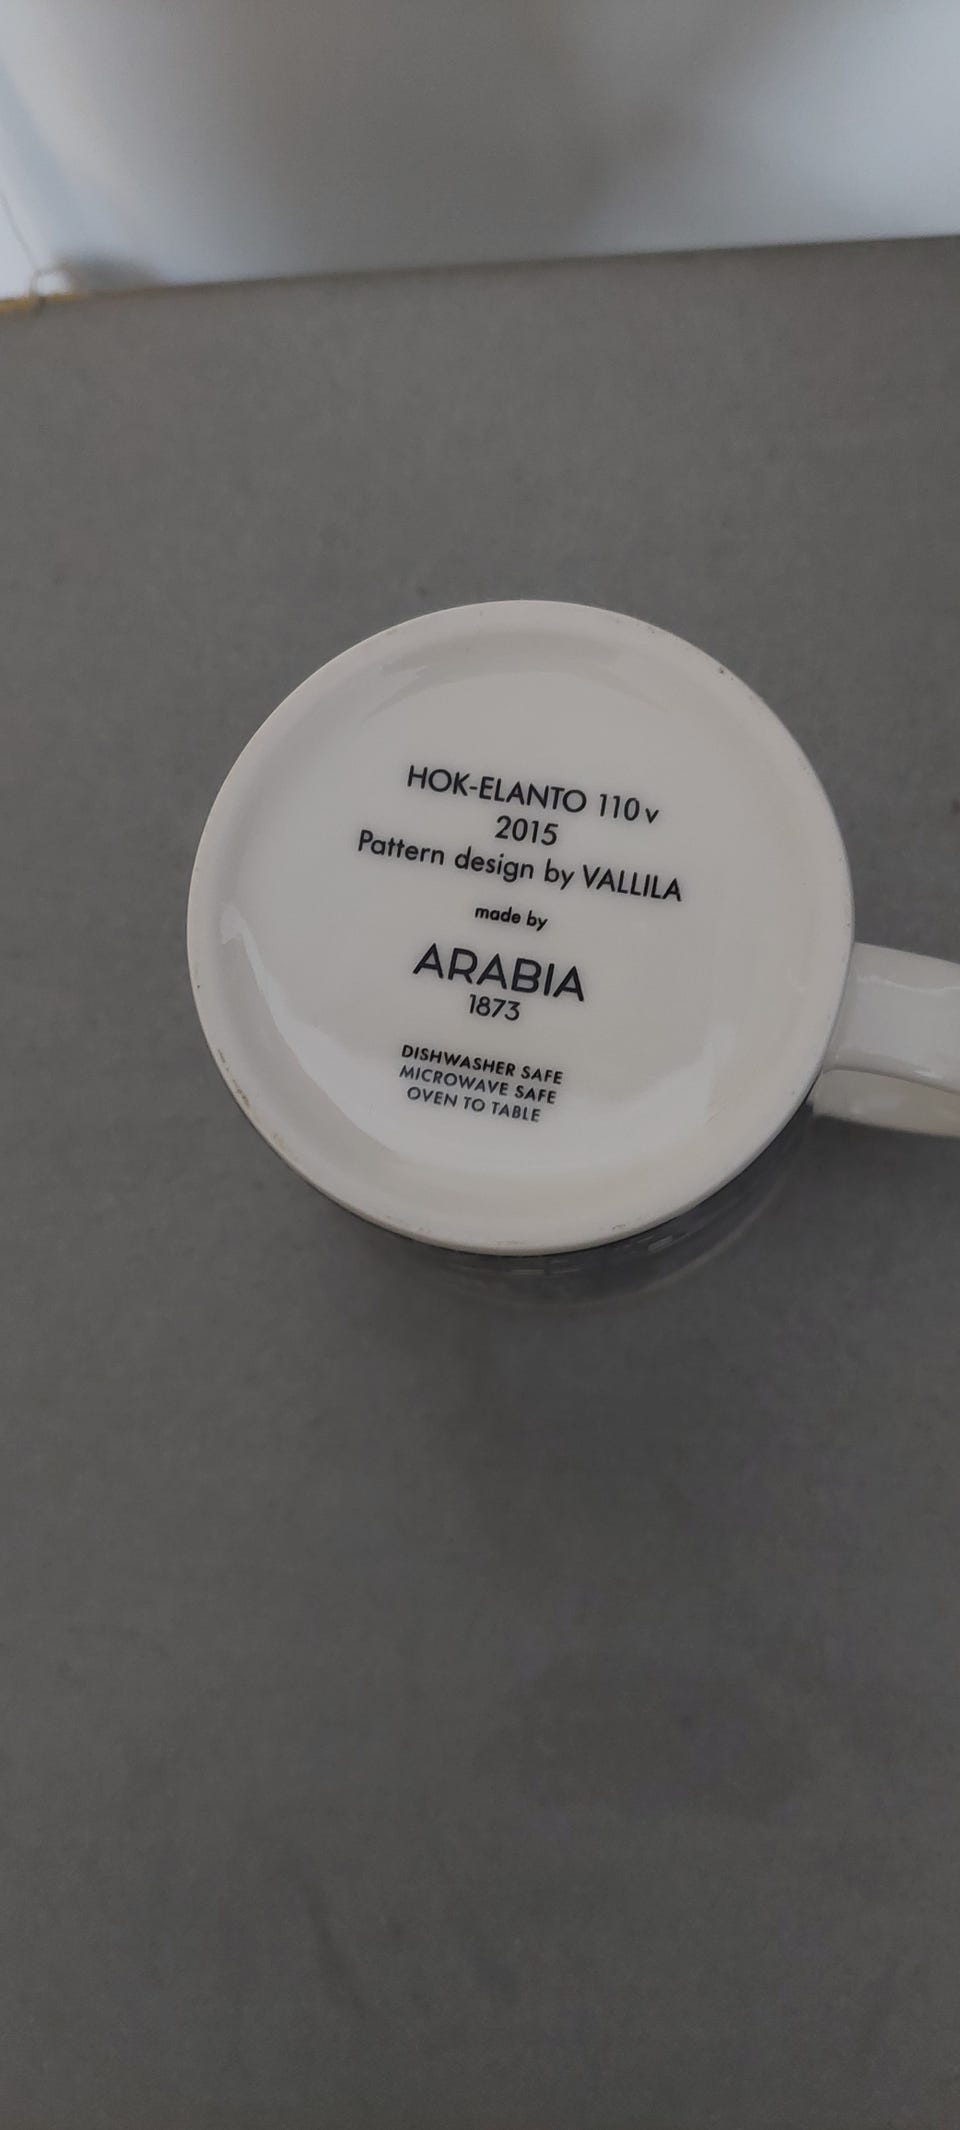 HOK-ELANTO 110 v
2015
Pattern design by VALLILA
made by
ARABIA
1873
DISHWASHER SAFE
MICROWAVE SAFE
OVEN TO TABLE